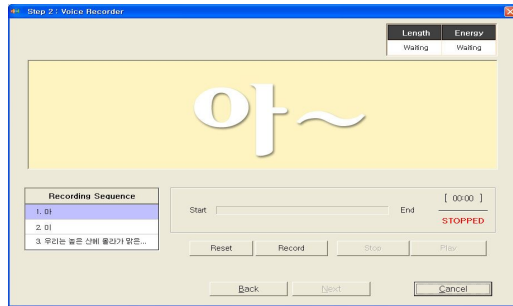 Step 2 : Voice Recorder
Length Energy
Waiting Waiting
아~
Recording Sequence
1. 아
2. 이
3. 우리는 높은 산에 올라가 맑은...
Start End
[ 00:00 ]
STOPPED
Reset Record Stop Play
Back Next Cancel